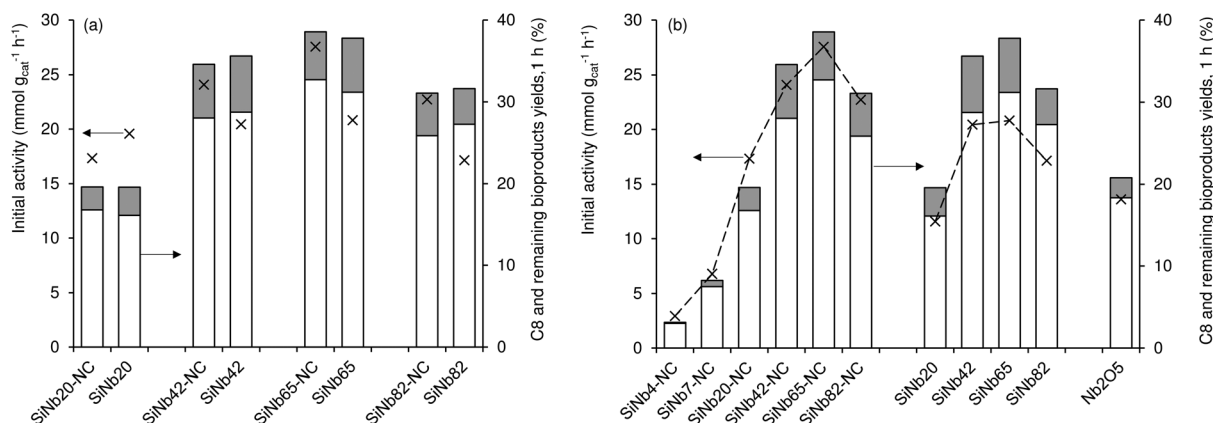 (a)
Initial activity (mmol gcat⁻¹ h⁻¹)
30
25
20
15
10
5
0
40
30
20
10
0
C8 and remaining bioproducts yields,1 h (%)
SiNb20-NC
SiNb20
SiNb42-NC
SiNb42
SiNb65-NC
SiNb65
SiNb82-NC
SiNb82
(b)
Initial activity (mmol gcat⁻¹ h⁻¹)
30
25
20
15
10
5
0
40
30
20
10
0
C8 and remaining bioproducts yields, 1 h (%)
SiNb4-NC
SiNb7-NC
SiNb20-NC
SiNb42-NC
SiNb65-NC
SiNb82-NC
SiNb20
SiNb42
SiNb65
SiNb82
Nb2O5